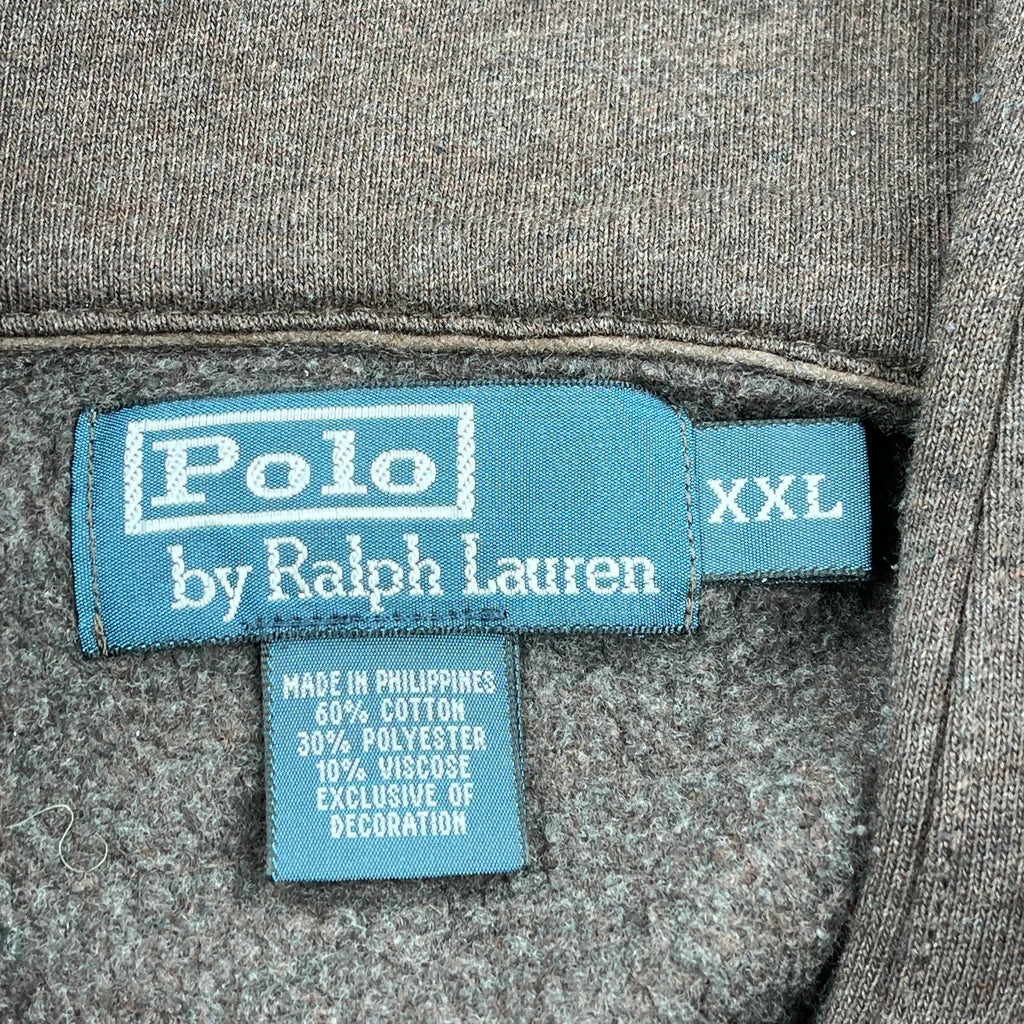 Polo
by Ralph Lauren
XXL
MADE IN PHILIPPINES
60% COTTON
30% POLYESTER
10% VISCOSE
EXCLUSIVE OF
DECORATION